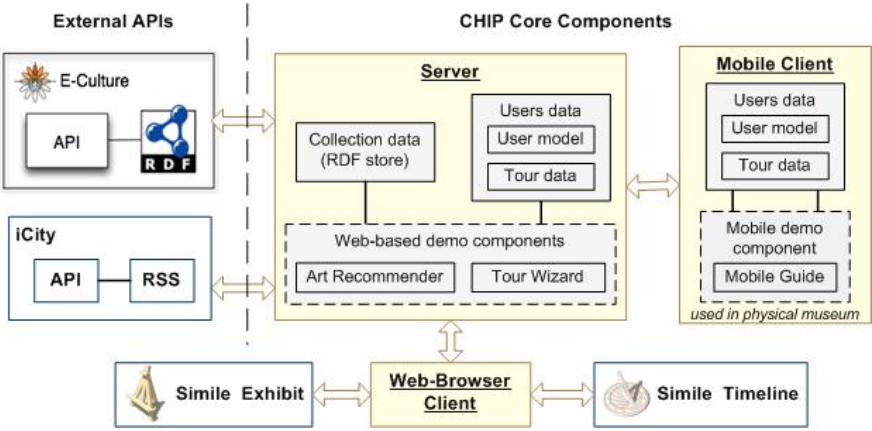 External APIs
CHIP Core Components
E-Culture
API
RDF
iCity
API
RSS
Server
Collection data
(RDF store)
Users data
User model
Tour data
Web-based demo components
Art Recommender
Tour Wizard
Mobile Client
Users data
User model
Tour data
Mobile demo
component
Mobile Guide
used in physical museum
Simile Exhibit
Web-Browser
Client
Simile Timeline